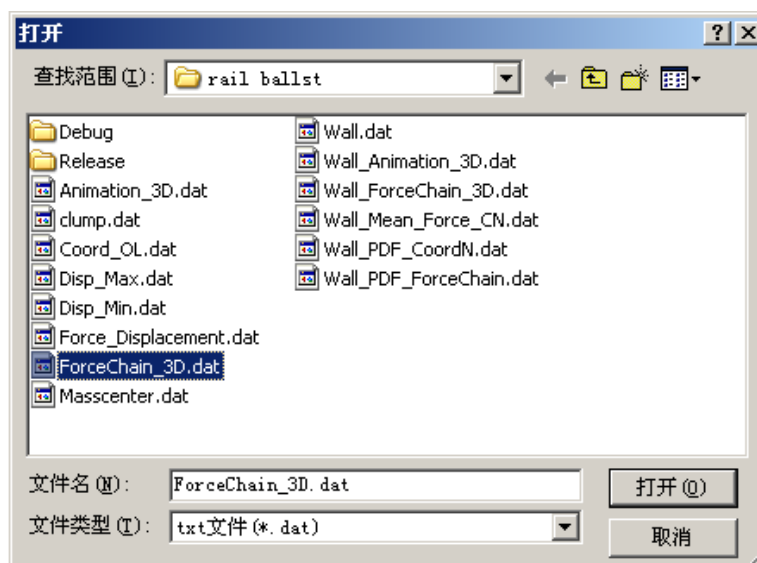 打开
查找范围(I): rail ballst
Debug
Release
Animation_3D.dat
clump.dat
Coord_OL.dat
Disp_Max.dat
Disp_Min.dat
Force_Displacement.dat
ForceChain_3D.dat
Masscenter.dat
Wall.dat
Wall_Animation_3D.dat
Wall_ForceChain_3D.dat
Wall_Mean_Force_CN.dat
Wall_PDF_CoordN.dat
Wall_PDF_ForceChain.dat
文件名(N): ForceChain_3D.dat 打开(O)
文件类型(T): txt文件(*.dat) 取消